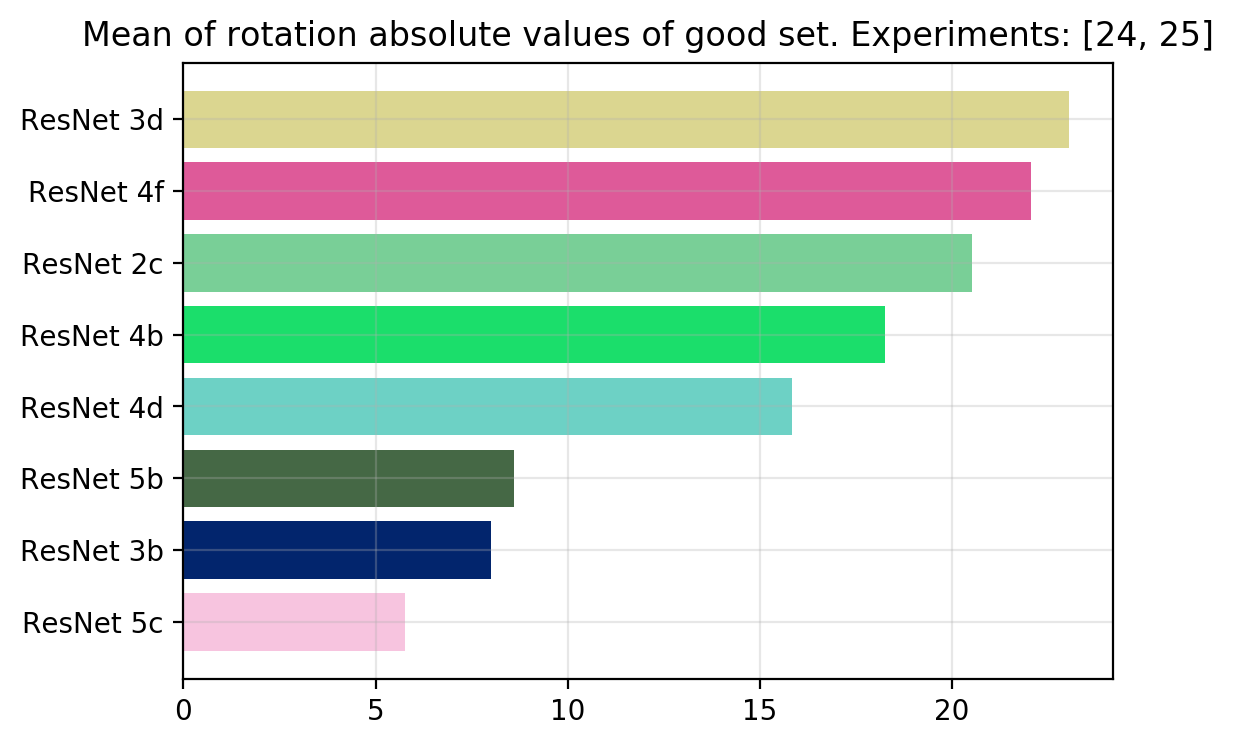 Mean of rotation absolute values of good set. Experiments: [24, 25]
ResNet 3d
ResNet 4f
ResNet 2c
ResNet 4b
ResNet 4d
ResNet 5b
ResNet 3b
ResNet 5c
0 5 10 15 20